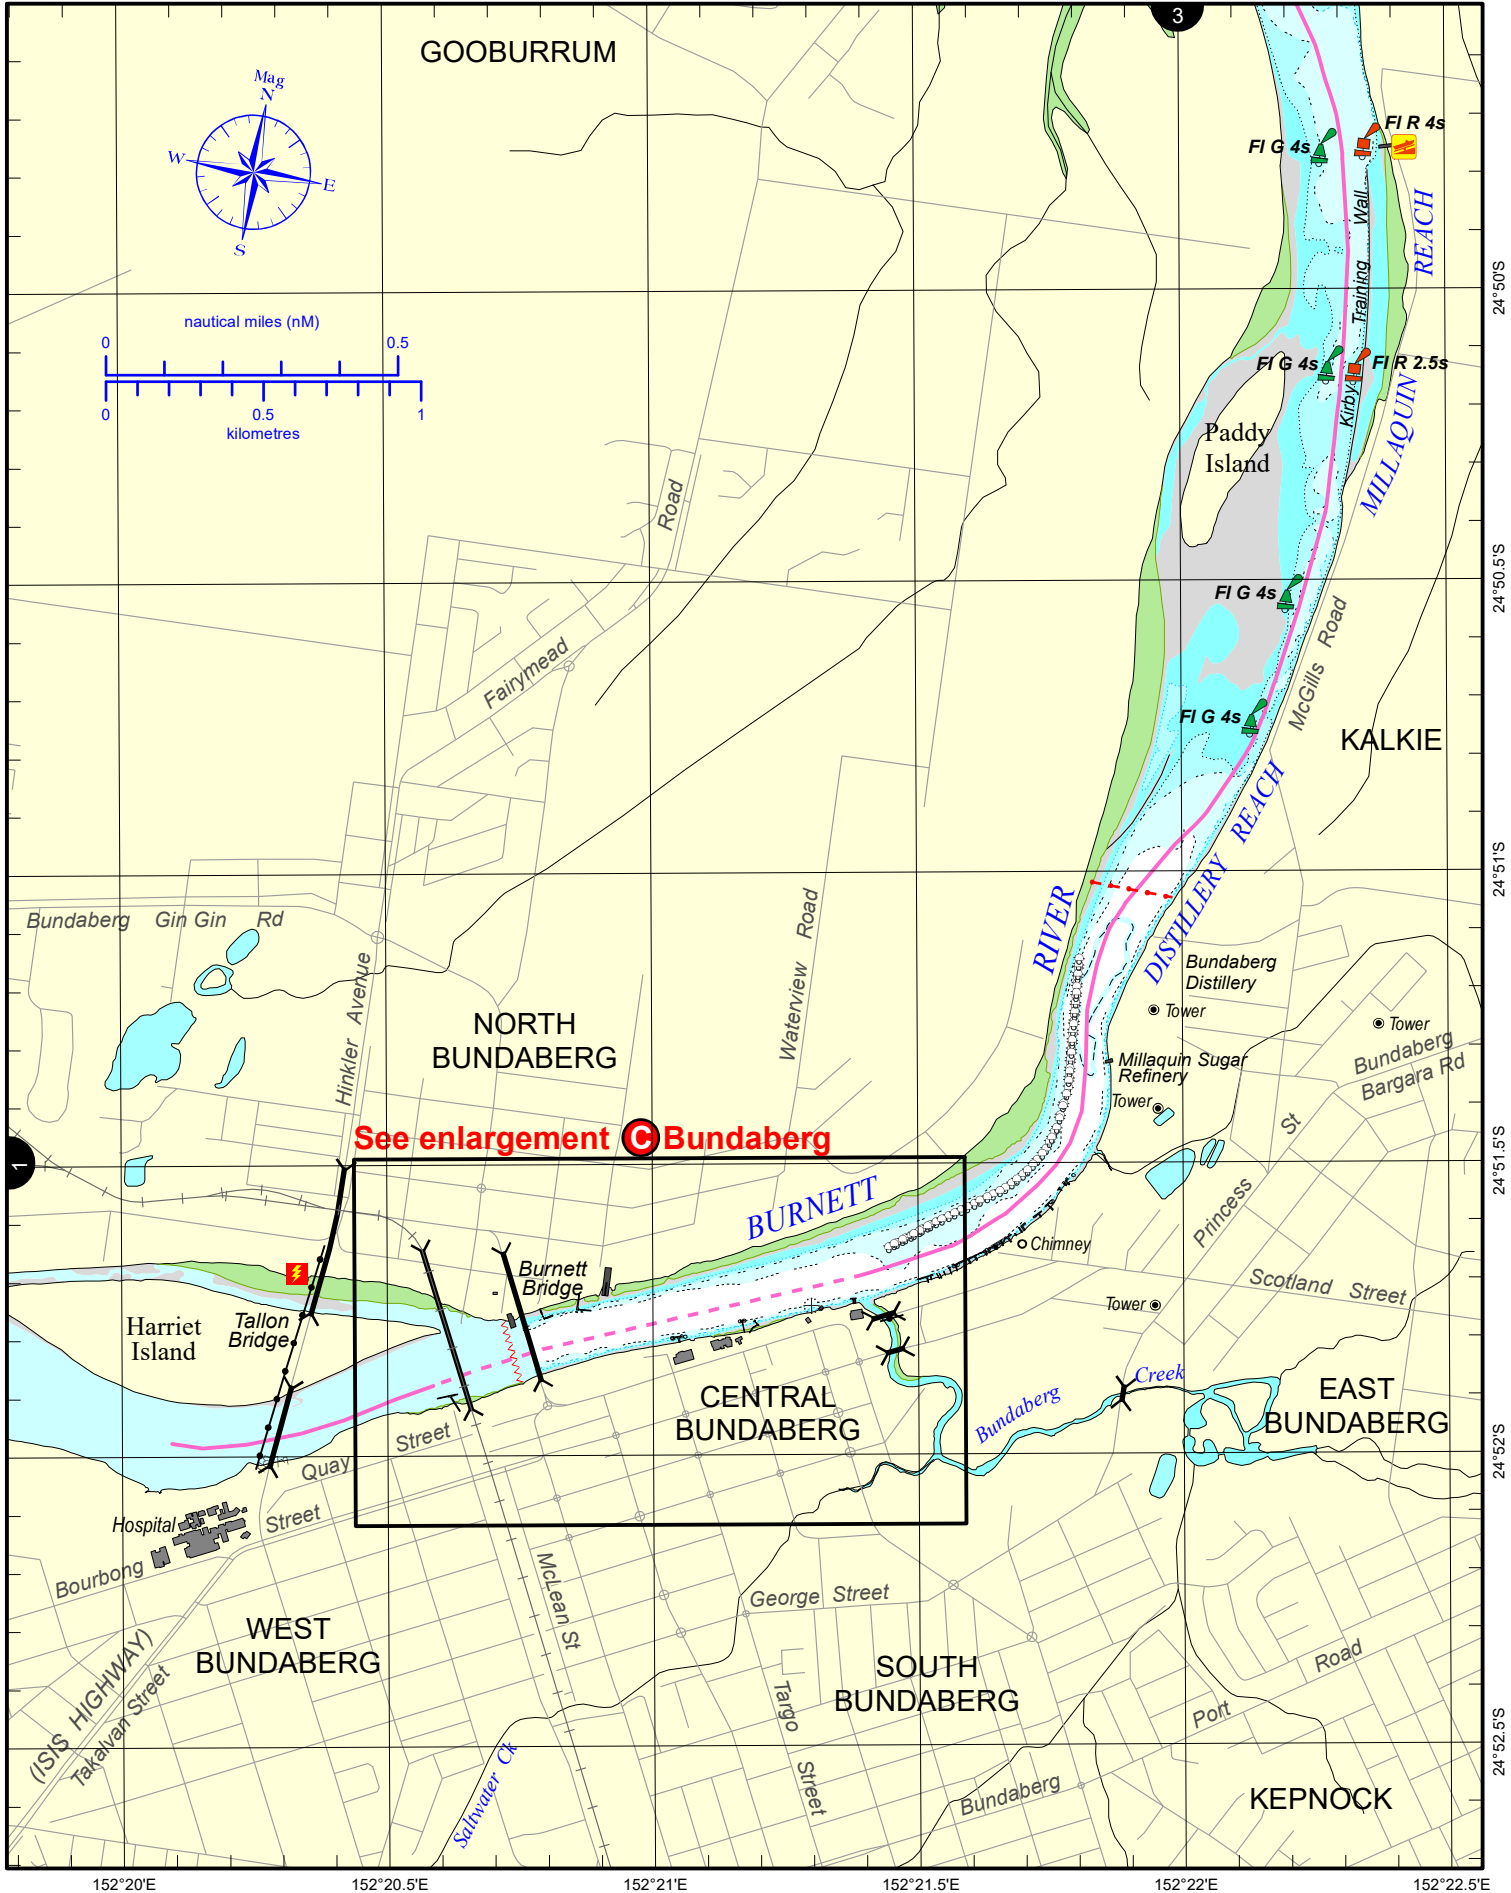 3
GOOBURRUM
Mag
N
W
E
S
nautical miles (nM)
0
0.5
0
0.5
1
kilometres
Fl G 4s
Fl R 4s
REACH
Training Wall
Kirby
24°50'S
Fl G 4s
Fl R 2.5s
MILLAQUIN
Paddy
Island
Road
Fairymead
24°50.5'S
Fl G 4s
McGills Road
Fl G 4s
KALKIE
24°51'S
DISTILLERY REACH
RIVER
Bundaberg Gin Gin Rd
Hinkler Avenue
Waterview Road
Bundaberg
Distillery
Tower
Tower
NORTH
BUNDABERG
Millaquin Sugar
Refinery
Tower
Bundaberg
Bargara Rd
See enlargement C Bundaberg
1
24°51.5'S
Princess St
BURNETT
Chimney
Burnett
Bridge
Scotland Street
Tower
Harriet
Island
Tallon
Bridge
CENTRAL
BUNDABERG
Bundaberg Creek
EAST
BUNDABERG
24°52'S
Quay Street
Hospital
Bourbong Street
McLean St
George Street
WEST
BUNDABERG
SOUTH
BUNDABERG
(ISIS HIGHWAY)
Takalvan Street
Targo Street
Port Road
24°52.5'S
Saltwater Ck
Bundaberg
KEPNOCK
152°20'E
152°20.5'E
152°21'E
152°21.5'E
152°22'E
152°22.5'E